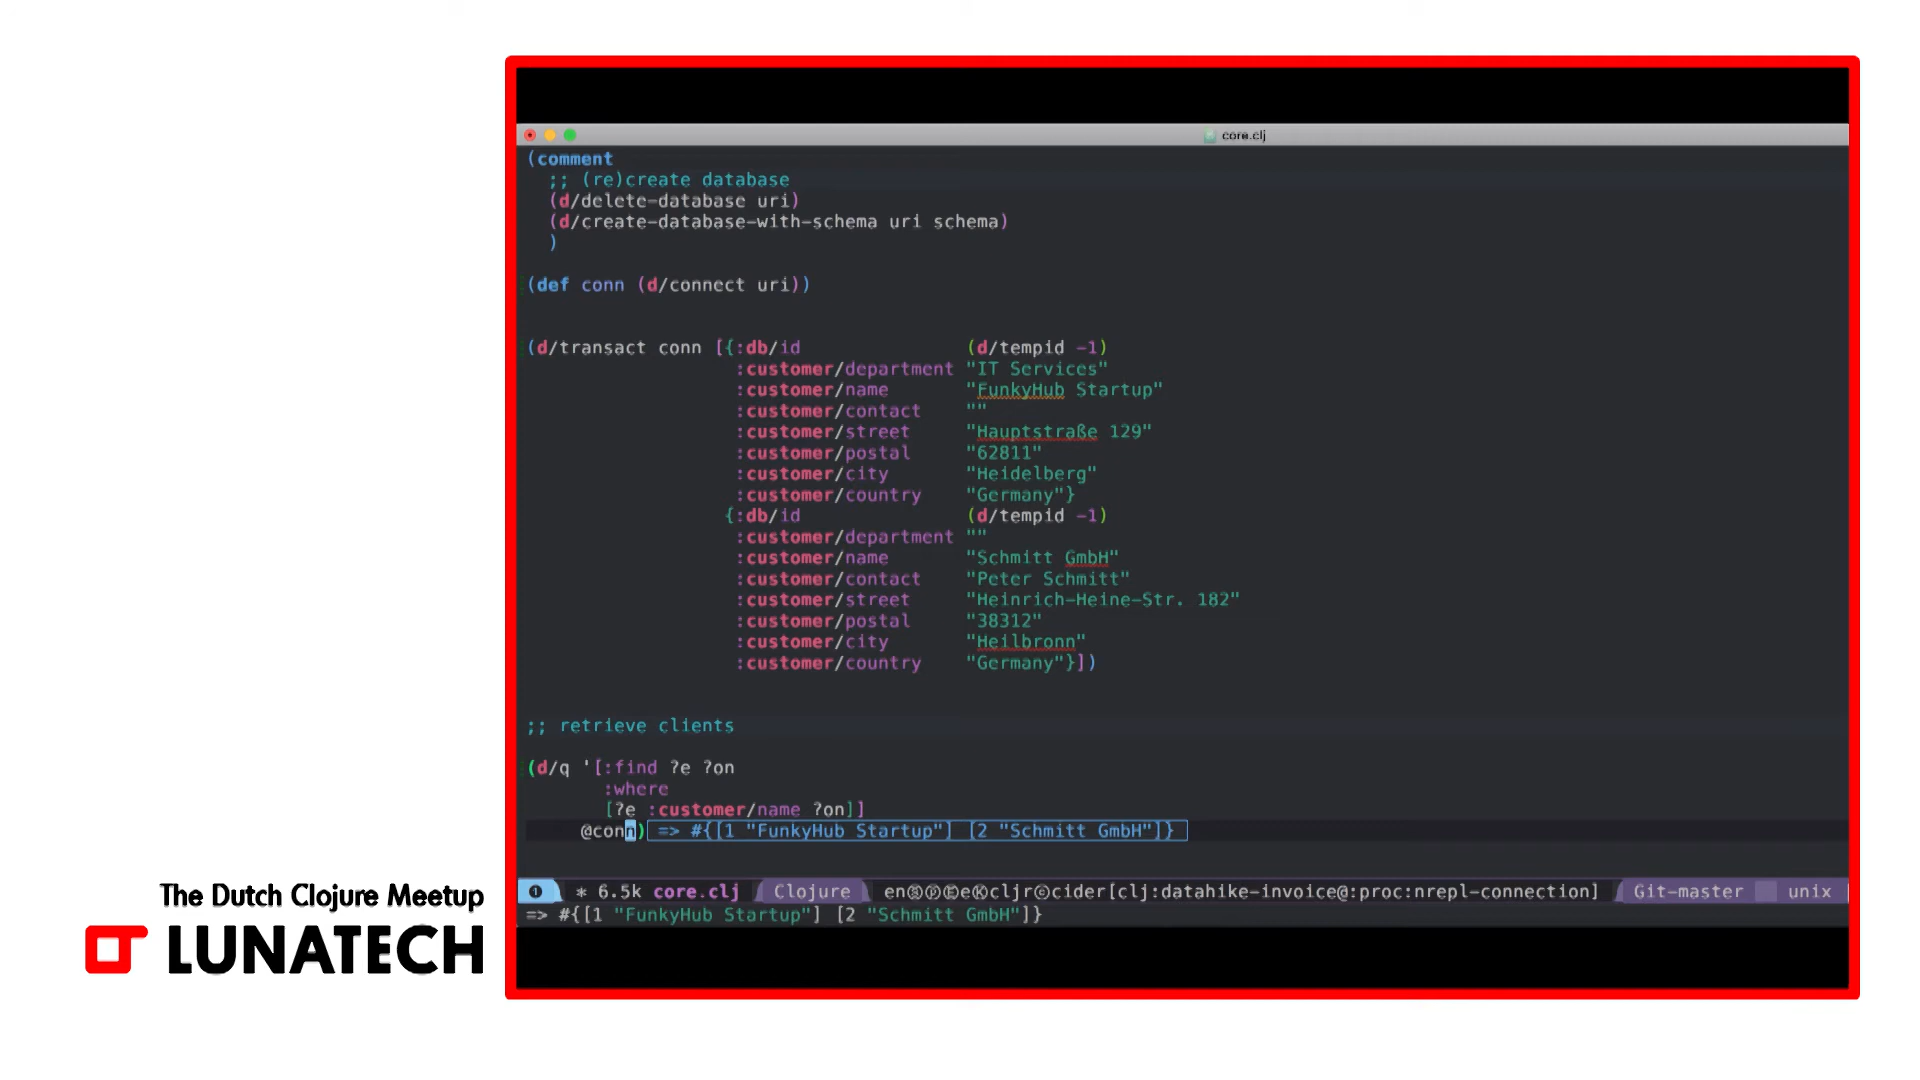 core.clj
(comment
;; (re)create database
(d/delete-database uri)
(d/create-database-with-schema uri schema)
)
(def conn (d/connect uri))
(d/transact conn [{:db/id (d/tempid -1)
:customer/department "IT Services"
:customer/name "FunkyHub Startup"
:customer/contact ""
:customer/street "Hauptstraße 129"
:customer/postal "62811"
:customer/city "Heidelberg"
:customer/country "Germany"}
{:db/id (d/tempid -1)
:customer/department ""
:customer/name "Schmitt GmbH"
:customer/contact "Peter Schmitt"
:customer/street "Heinrich-Heine-Str. 182"
:customer/postal "38312"
:customer/city "Heilbronn"
:customer/country "Germany"}])
;; retrieve clients
(d/q '[:find ?e ?on
:where
[?e :customer/name ?on]]
@conn) => #{[1 "FunkyHub Startup"] [2 "Schmitt GmbH"]}
❶ * 6.5k core.clj Clojure cljr cider[clj:datahike-invoice@:proc:nrepl-connection] Git-master unix
=> #{[1 "FunkyHub Startup"] [2 "Schmitt GmbH"]}
The Dutch Clojure Meetup
LUNATECH